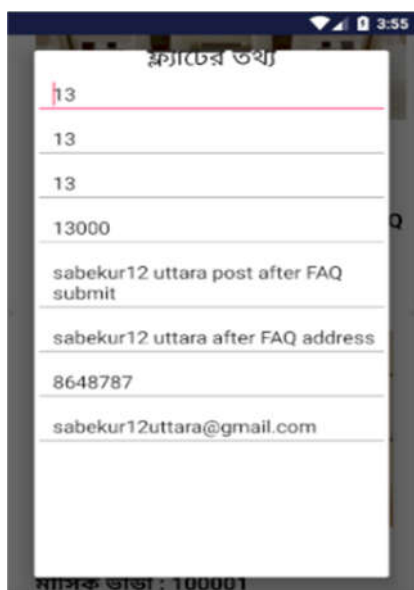 3:55
ফ্ল্যাটের তথ্য
13
13
13
13000
Q
sabekur12 uttara post after FAQ
submit
sabekur12 uttara after FAQ address
8648787
sabekur12uttara@gmail.com
মাসিক ভাড়া : 100001